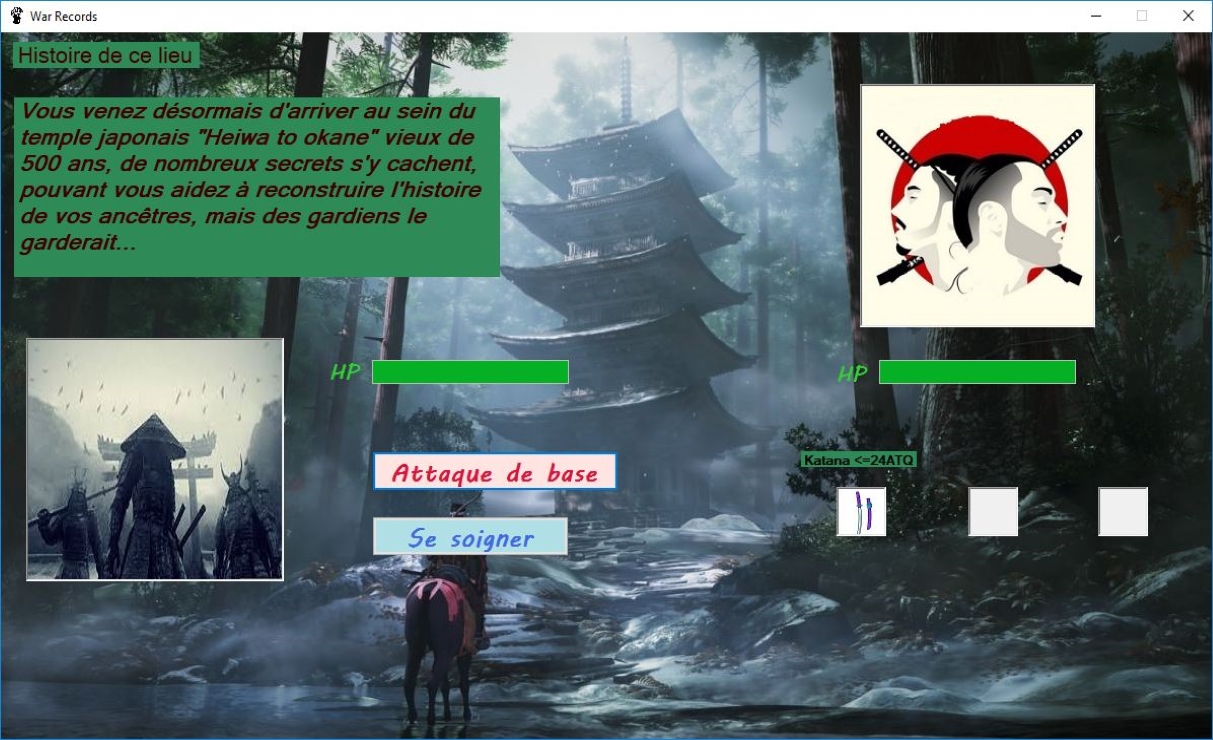 War Records
Histoire de ce lieu
Vous venez désormais d'arriver au sein du
temple japonais "Heiwa to okane" vieux de
500 ans, de nombreux secrets s'y cachent,
pouvant vous aidez à reconstruire l'histoire
de vos ancêtres, mais des gardiens le
garderait...
HP
HP
Katana <=24ATQ
Attaque de base
Se soigner